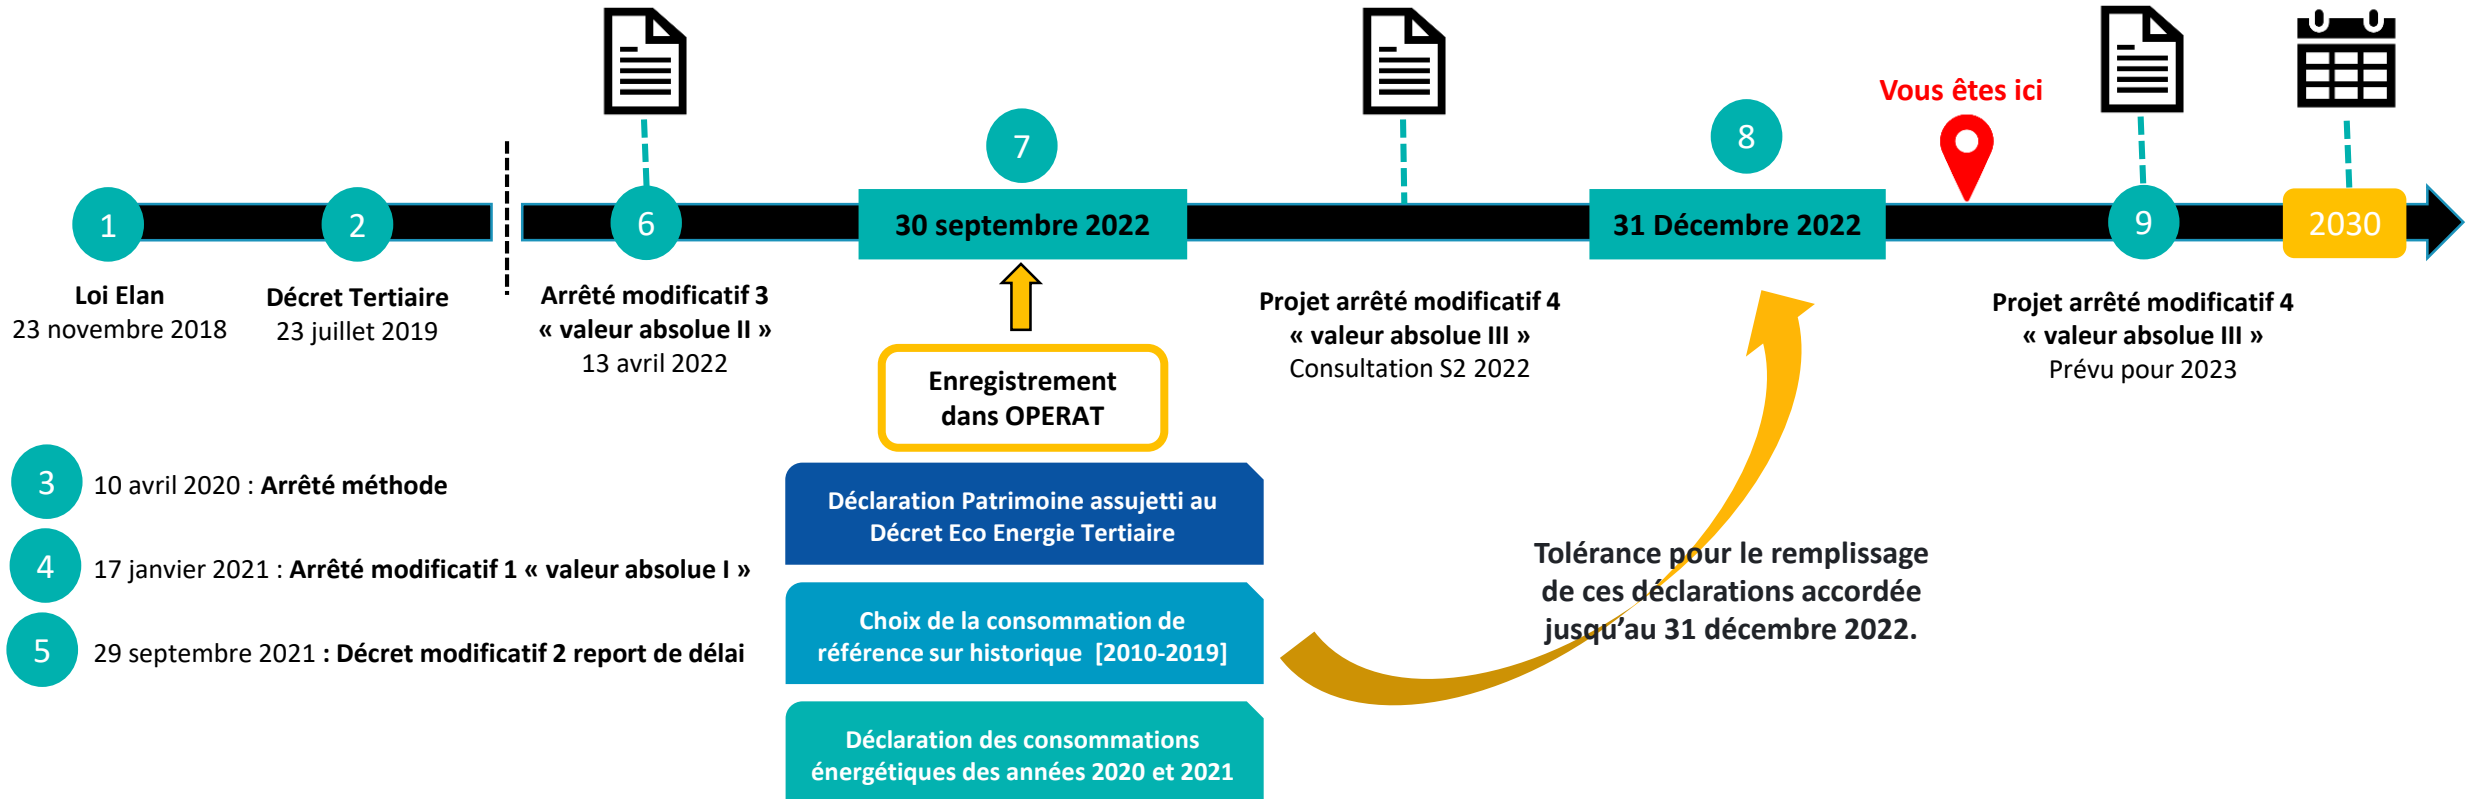 Vous êtes ici
1
2
6
7
30 septembre 2022
8
31 Décembre 2022
9
2030
Loi Elan
23 novembre 2018
Décret Tertiaire
23 juillet 2019
Arrêté modificatif 3
« valeur absolue II »
13 avril 2022
Enregistrement
dans OPERAT
Projet arrêté modificatif 4
« valeur absolue III »
Consultation S2 2022
Projet arrêté modificatif 4
« valeur absolue III »
Prévu pour 2023
3
10 avril 2020 : Arrêté méthode
4
17 janvier 2021 : Arrêté modificatif 1 « valeur absolue I »
5
29 septembre 2021 : Décret modificatif 2 report de délai
Déclaration Patrimoine assujetti au
Décret Eco Energie Tertiaire
Choix de la consommation de
référence sur historique [2010-2019]
Déclaration des consommations
énergétiques des années 2020 et 2021
Tolérance pour le remplissage
de ces déclarations accordée
jusqu'au 31 décembre 2022.